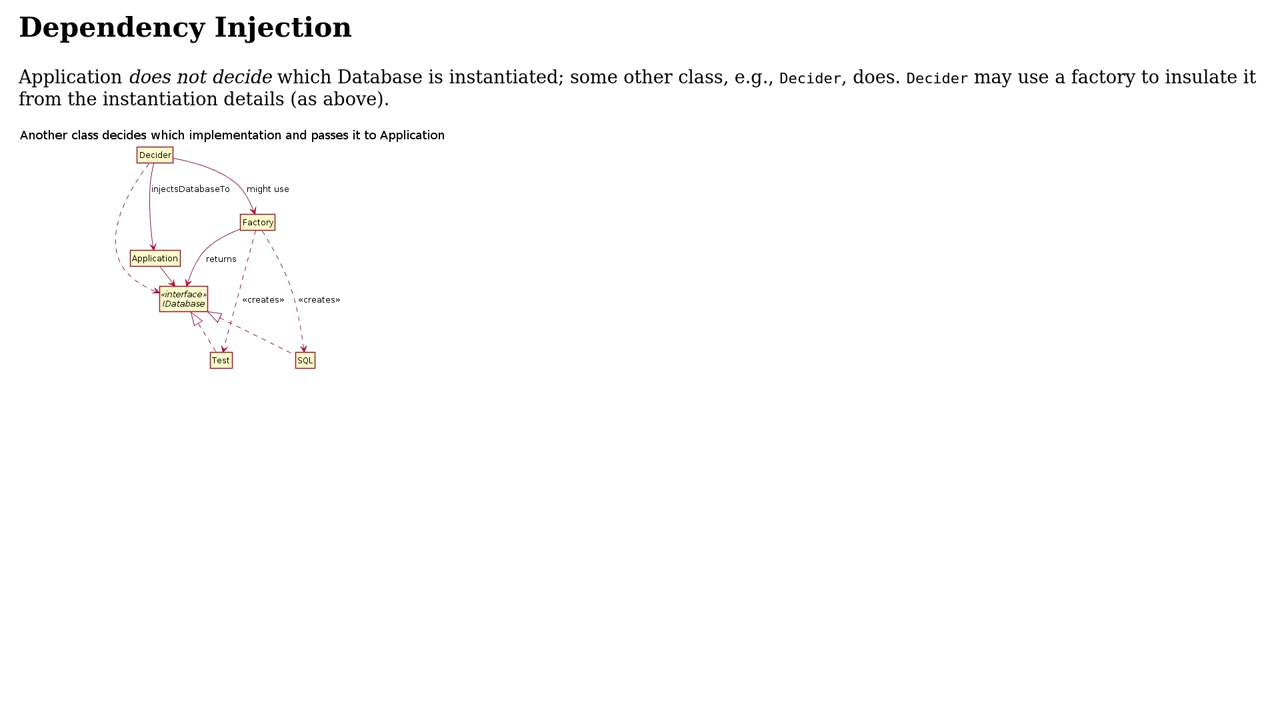 Dependency Injection
Application does not decide which Database is instantiated; some other class, e.g., Decider, does. Decider may use a factory to insulate it
from the instantiation details (as above).
Another class decides which implementation and passes it to Application
Decider
injectsDatabaseTo
might use
Factory
Application
returns
«interface»
IDatabase
«creates»
«creates»
Test
SQL